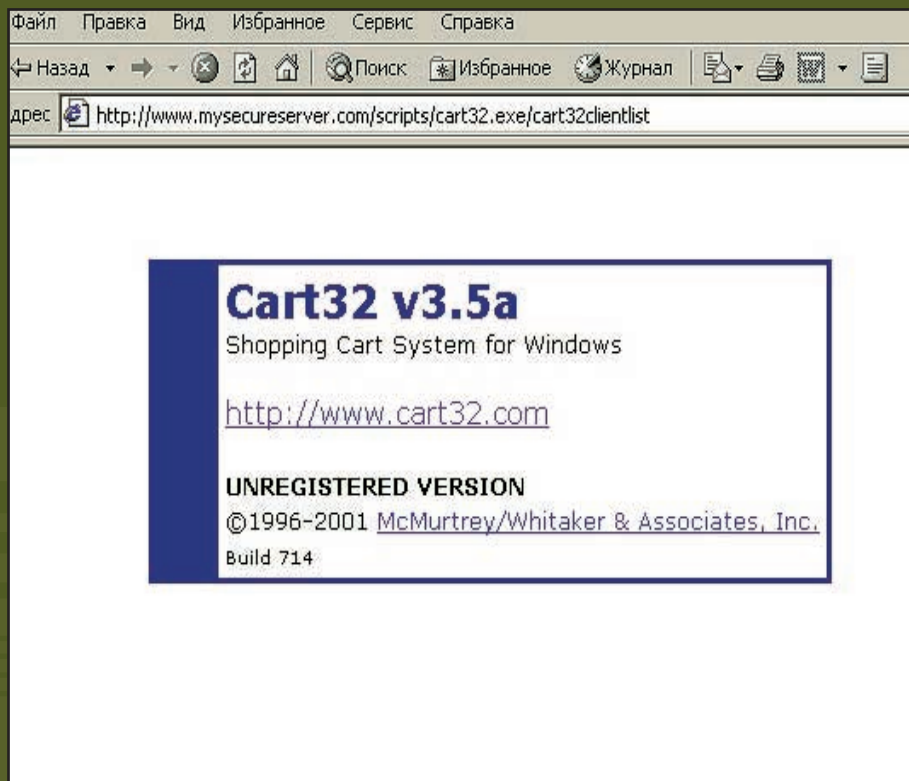 Файл Правка Вид Избранное Сервис Справка
Назад Поиск Избранное Журнал
дрес http://www.mysecureserver.com/scripts/cart32.exe/cart32clientlist
Cart32 v3.5a
Shopping Cart System for Windows
http://www.cart32.com
UNREGISTERED VERSION
©1996-2001 McMurtrey/Whitaker & Associates, Inc.
Build 714